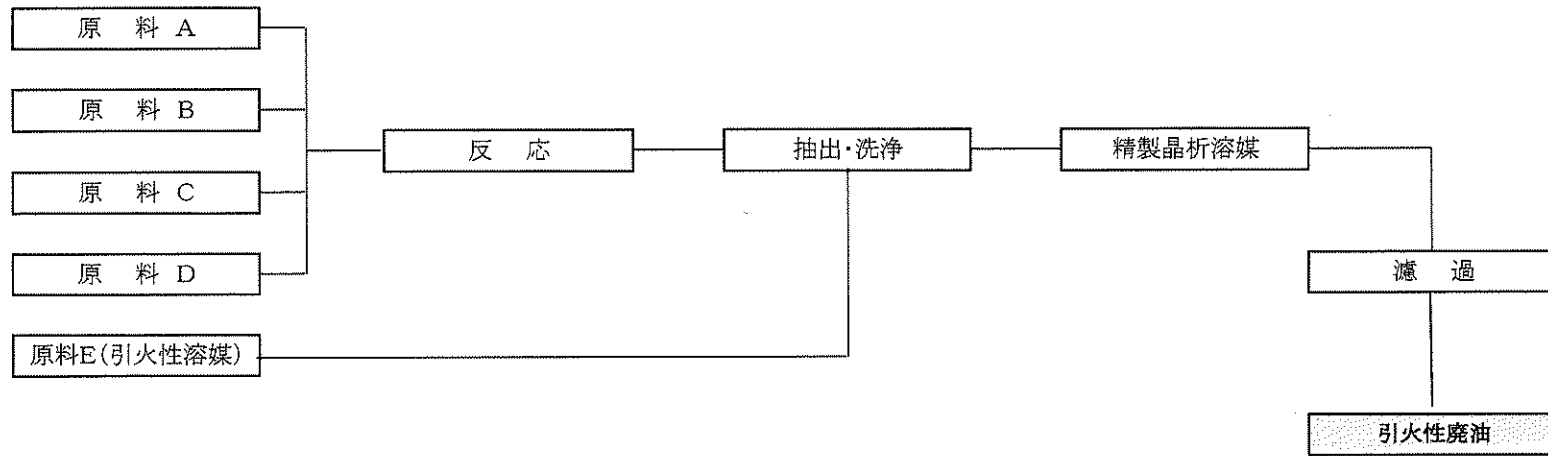 原 料 A
原 料 B
原 料 C
原 料 D
原料E(引火性溶媒)
反 応
抽出・洗浄
精製晶析溶媒
濾 過
引火性廃油